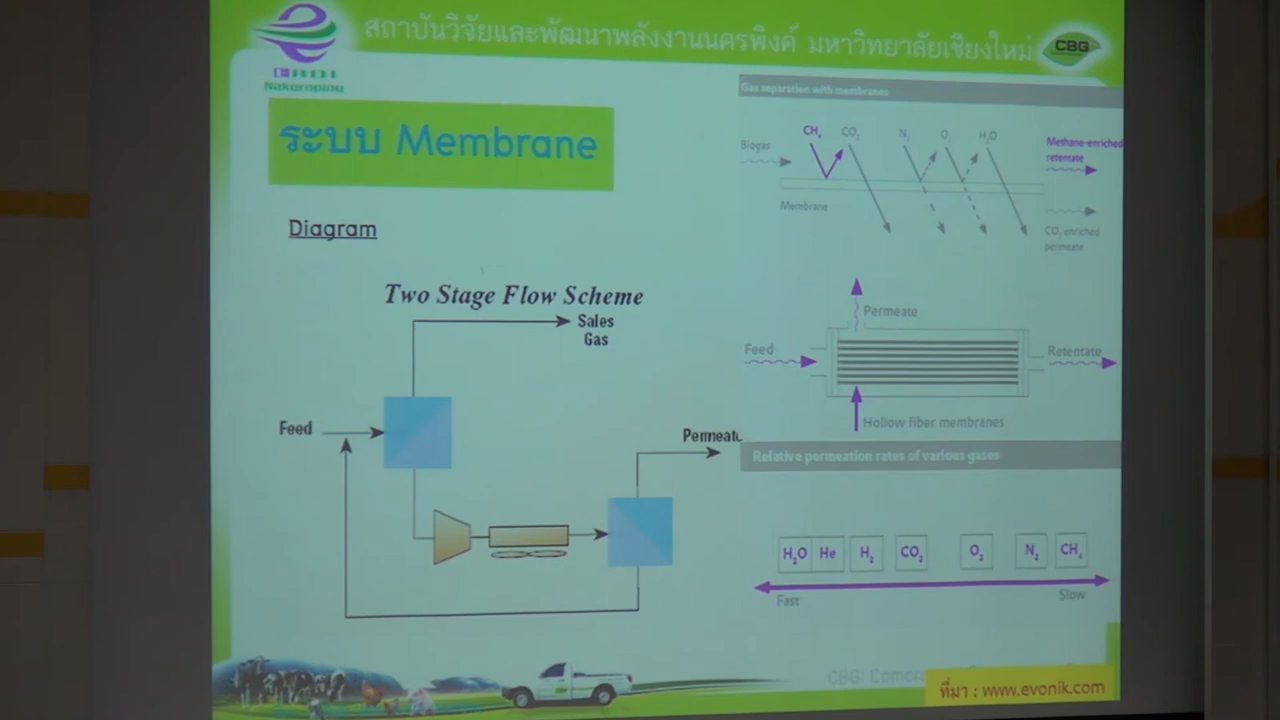 สถาบันวิจัยและพัฒนาพลังงานนครพิงค์ มหาวิทยาลัยเชียงใหม่
CBG
ERDI
Nakornping
ระบบ Membrane
Diagram
Two Stage Flow Scheme
Sales
Gas
Feed
Permeate
Gas separation with membranes
Biogas
CH₄ CO₂ N₂ O₂ H₂O
Methane-enriched
retentate
Membrane
CO₂ enriched
permeate
Permeate
Feed
Retentate
Hollow fiber membranes
Relative permeation rates of various gases
H₂O He H₂ CO₂ O₂ N₂ CH₄
Fast Slow
CBG:
ที่มา : www.evonik.com